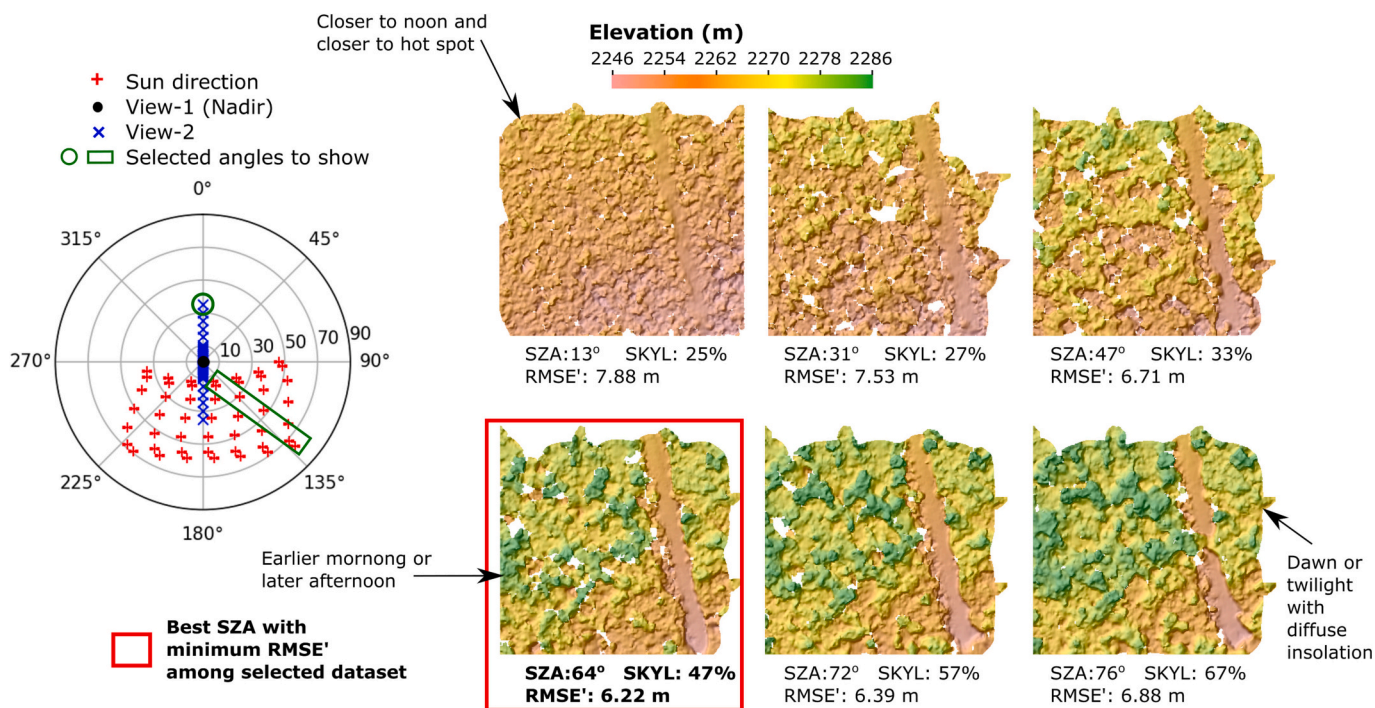 Closer to noon and
closer to hot spot
Elevation (m)
2246 2254 2262 2270 2278 2286
Sun direction
View-1 (Nadir)
View-2
Selected angles to show
0°
315° 45°
10 30 50 70 90
270° 90°
225° 135°
180°
SZA:13° SKYL: 25%
RMSE': 7.88 m
SZA:31° SKYL: 27%
RMSE': 7.53 m
SZA:47° SKYL: 33%
RMSE': 6.71 m
Earlier mornong or
later afternoon
Best SZA with
minimum RMSE'
among selected dataset
SZA:64° SKYL: 47%
RMSE': 6.22 m
SZA:72° SKYL: 57%
RMSE': 6.39 m
SZA:76° SKYL: 67%
RMSE': 6.88 m
Dawn or
twilight
with
diffuse
insolation